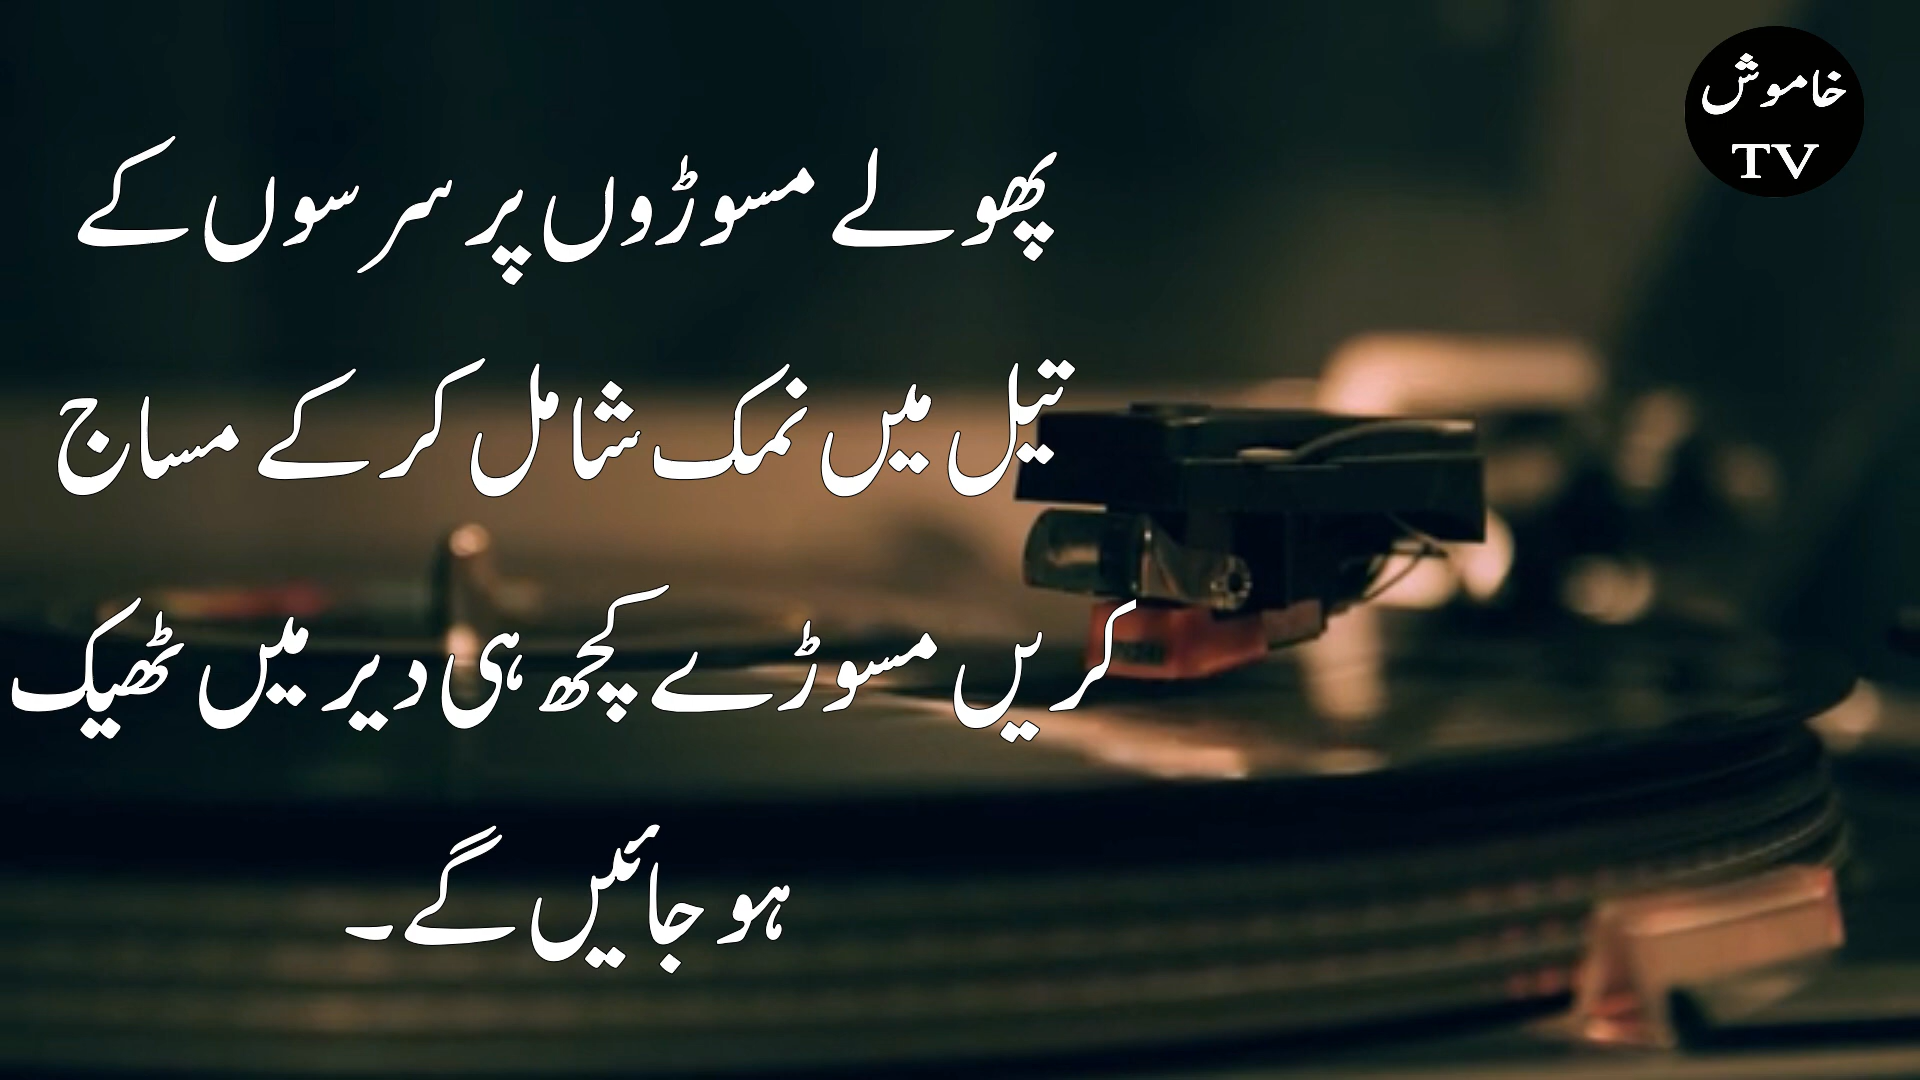 خاموش
TV
پھولے مسوڑوں پر سرسوں کے
تیل میں نمک شامل کر کے مساج
کریں مسوڑے کچھ ہی دیر میں ٹھیک
ہو جائیں گے۔